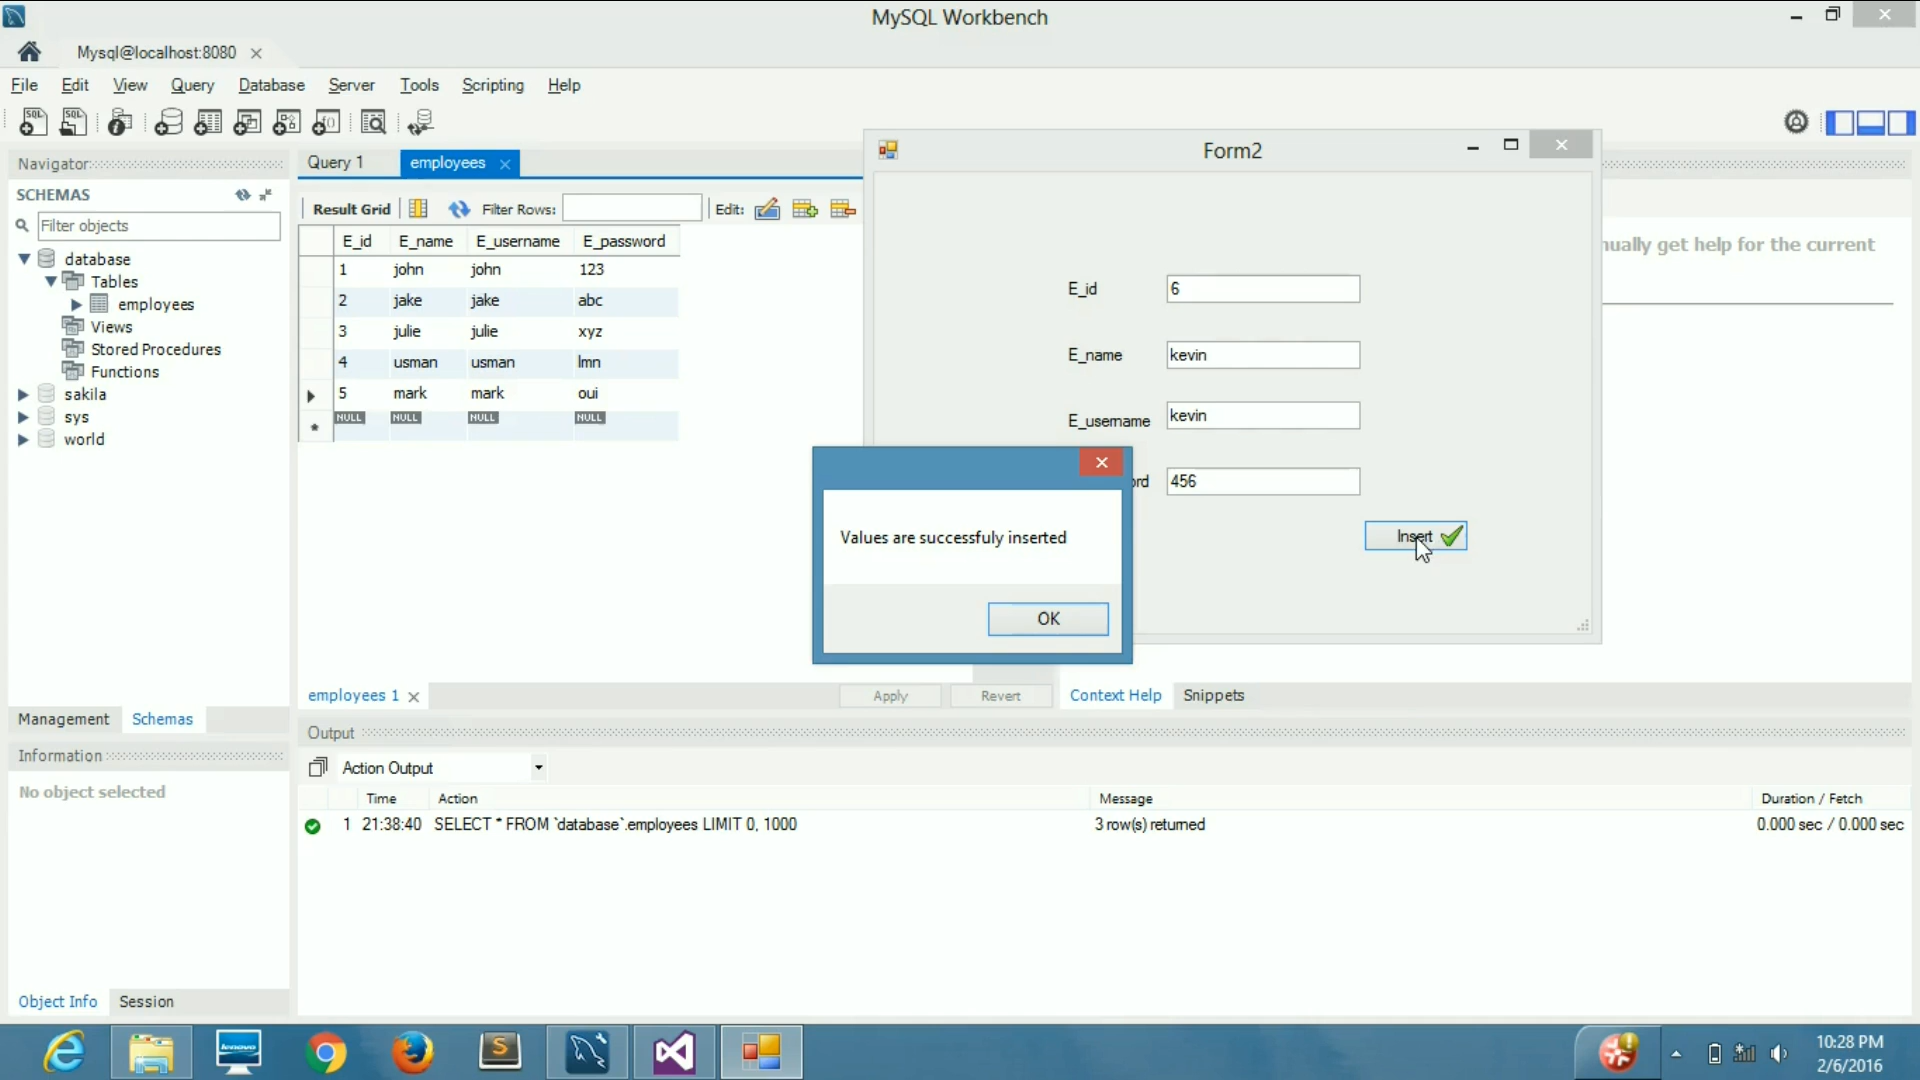 MySQL Workbench
Mysql@localhost:8080
File Edit View Query Database Server Tools Scripting Help
Navigator
SCHEMAS
Filter objects
database
Tables
employees
Views
Stored Procedures
Functions
sakila
sys
world
Management Schemas
Information
No object selected
Object Info Session
Query 1 employees
Result Grid Filter Rows: Edit:
E_id E_name E_username E_password
1 john john 123
2 jake jake abc
3 julie julie xyz
4 usman usman lmn
5 mark mark oui
NULL NULL NULL NULL
employees 1
Apply Revert
Context Help Snippets
nually get help for the current
Form2
E_id 6
E_name kevin
E_username kevin
ord 456
Insert
Values are successfuly inserted
OK
Output
Action Output
Time Action Message Duration / Fetch
1 21:38:40 SELECT * FROM `database`.employees LIMIT 0, 1000 3 row(s) returned 0.000 sec / 0.000 sec
lenovo
S
10:28 PM
2/6/2016